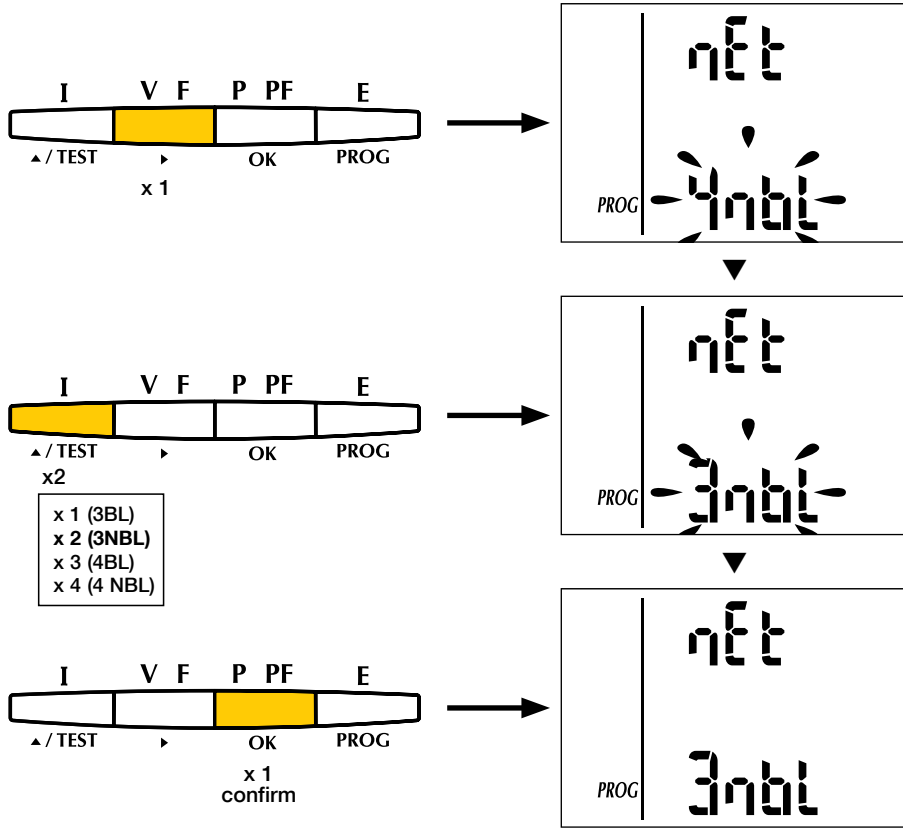 I V F P PF E
▲ / TEST ▶ OK PROG
x 1
nEt
PROG 4nbL
▼
I V F P PF E
▲ / TEST ▶ OK PROG
x2
x 1 (3BL)
x 2 (3NBL)
x 3 (4BL)
x 4 (4 NBL)
nEt
PROG 3nbL
▼
I V F P PF E
▲ / TEST ▶ OK PROG
x 1
confirm
nEt
PROG 3nbL